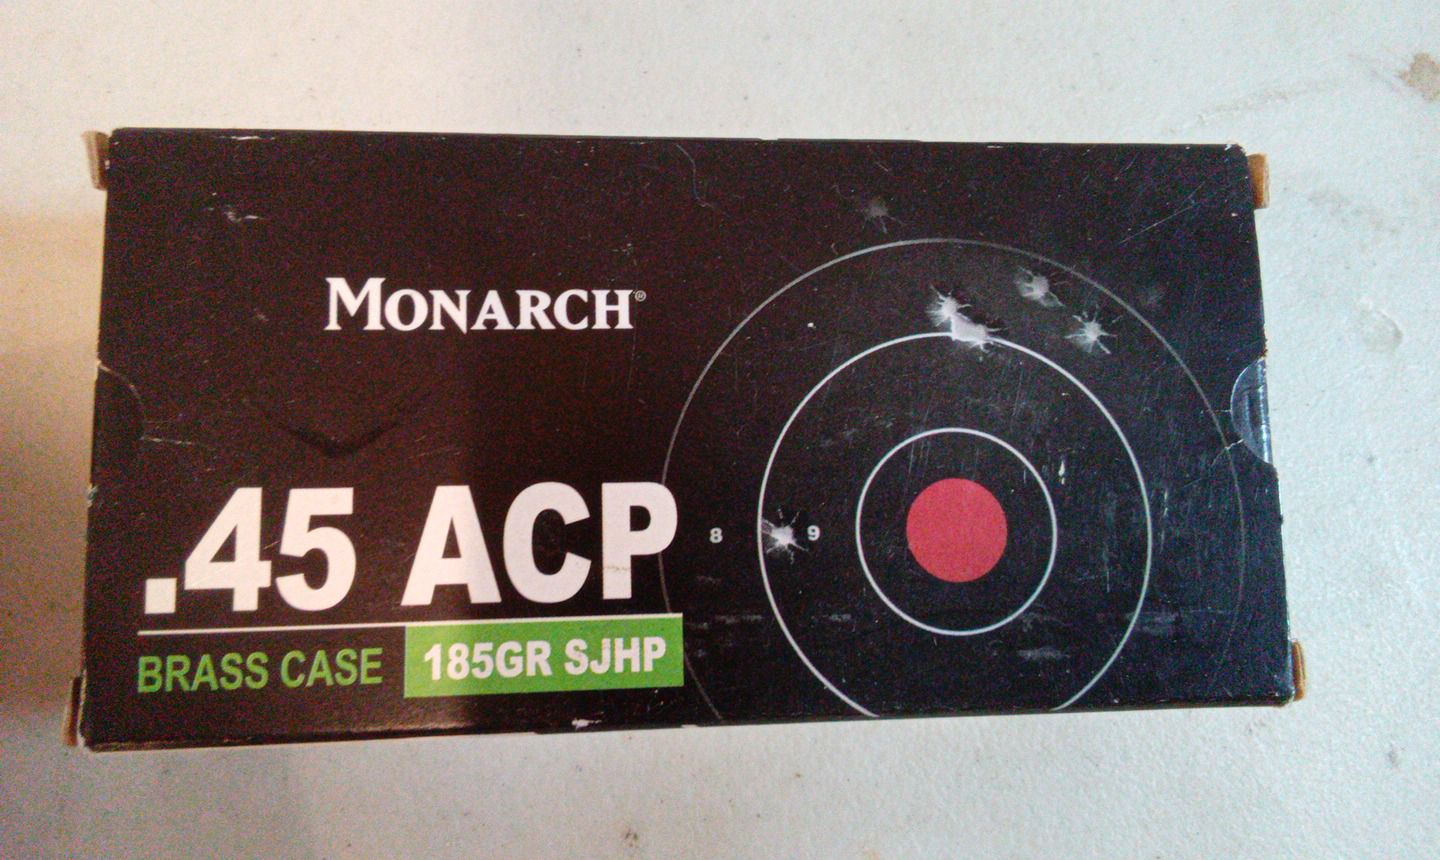 MONARCH®
.45 ACP
BRASS CASE 185GR SJHP
8 9